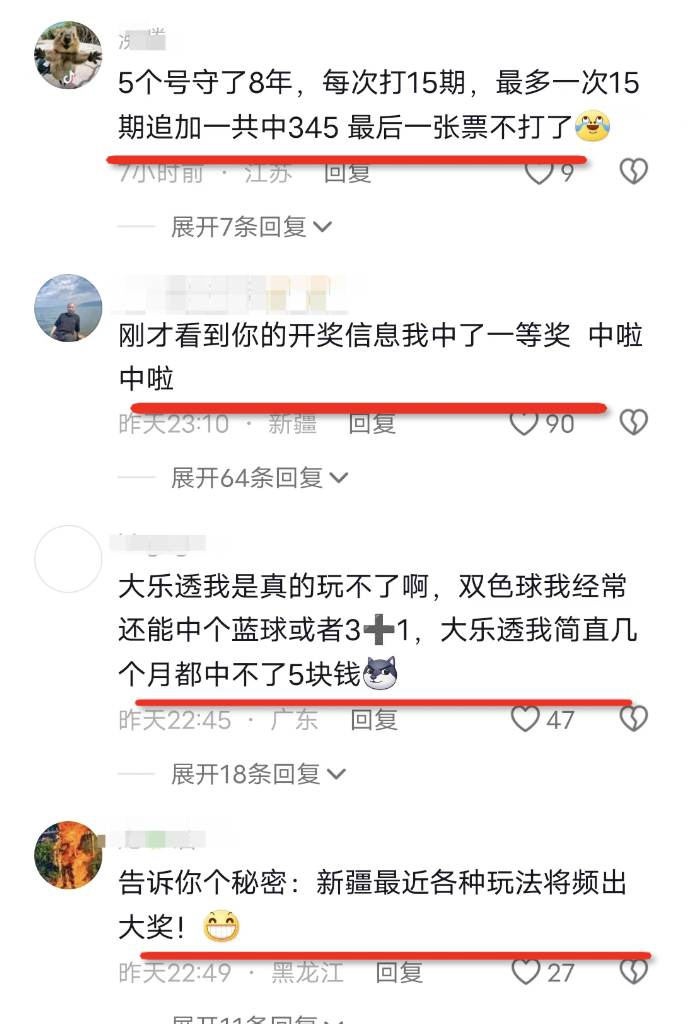 5个号守了8年，每次打15期，最多一次15
期追加一共中345 最后一张票不打了
7小时前 · 江苏 回复 9
展开7条回复
刚才看到你的开奖信息我中了一等奖 中啦
中啦
昨天23:10 · 新疆 回复 90
展开64条回复
大乐透我是真的玩不了啊，双色球我经常
还能中个蓝球或者3➕1，大乐透我简直几
个月都中不了5块钱
昨天22:45 · 广东 回复 47
展开18条回复
告诉你个秘密：新疆最近各种玩法将频出
大奖！
昨天22:49 · 黑龙江 回复 27
展开11条回复